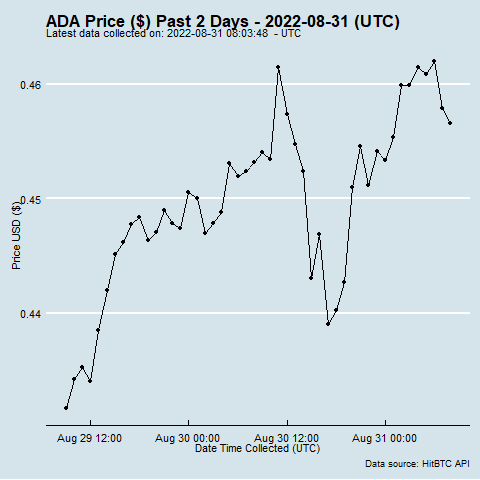 ADA Price ($) Past 2 Days - 2022-08-31 (UTC)
Latest data collected on: 2022-08-31 08:03:48 - UTC
0.46
0.45
0.44
Price USD ($)
Aug 29 12:00 Aug 30 00:00 Aug 30 12:00 Aug 31 00:00
Date Time Collected (UTC)
Data source: HitBTC API